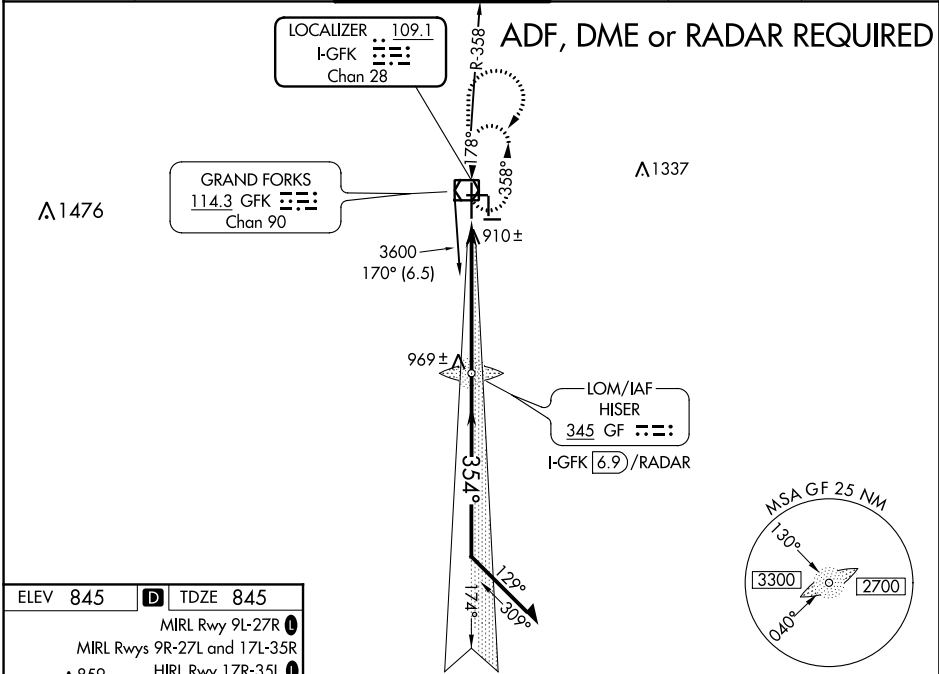 ADF, DME or RADAR REQUIRED
LOCALIZER 109.1
I-GFK
Chan 28
R-358
178°
358°
1337
GRAND FORKS
114.3 GFK
Chan 90
1476
910±
3600
170° (6.5)
969±
LOM/IAF
HISER
345 GF
I-GFK 6.9/RADAR
354°
129°
309°
174°
MSA GF 25 NM
130°
3300
2700
040°
ELEV 845 D TDZE 845
MIRL Rwy 9L-27R L
MIRL Rwys 9R-27L and 17L-35R
859
HIRL Rwy 17R-35L L